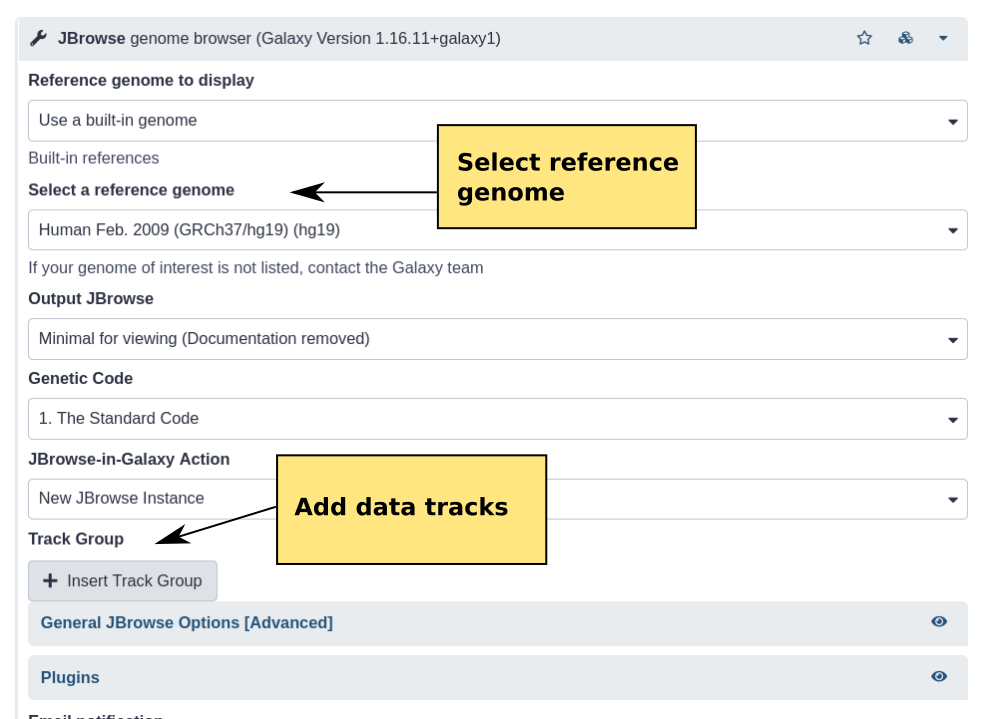 JBrowse genome browser (Galaxy Version 1.16.11+galaxy1)
Reference genome to display
Use a built-in genome
Built-in references
Select reference
genome
Select a reference genome
Human Feb. 2009 (GRCh37/hg19) (hg19)
If your genome of interest is not listed, contact the Galaxy team
Output JBrowse
Minimal for viewing (Documentation removed)
Genetic Code
1. The Standard Code
JBrowse-in-Galaxy Action
New JBrowse Instance
Add data tracks
Track Group
Insert Track Group
General JBrowse Options [Advanced]
Plugins
Email notification